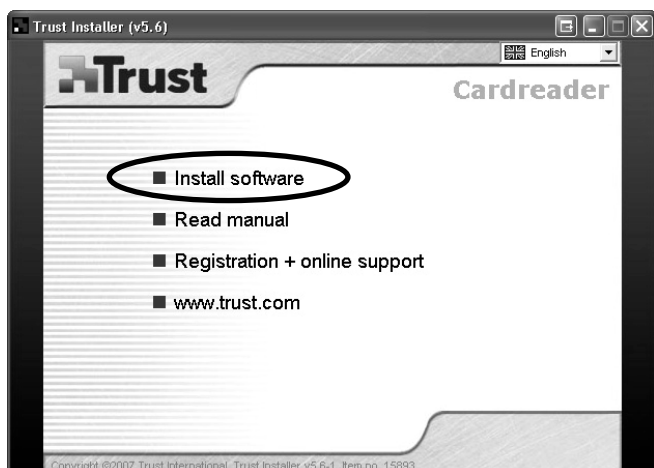 Trust Installer (v5.6)
English
Trust
Cardreader
Install software
Read manual
Registration + online support
www.trust.com
Copyright ©2007 Trust International, Trust Installer v5.6-1, Item no. 15893